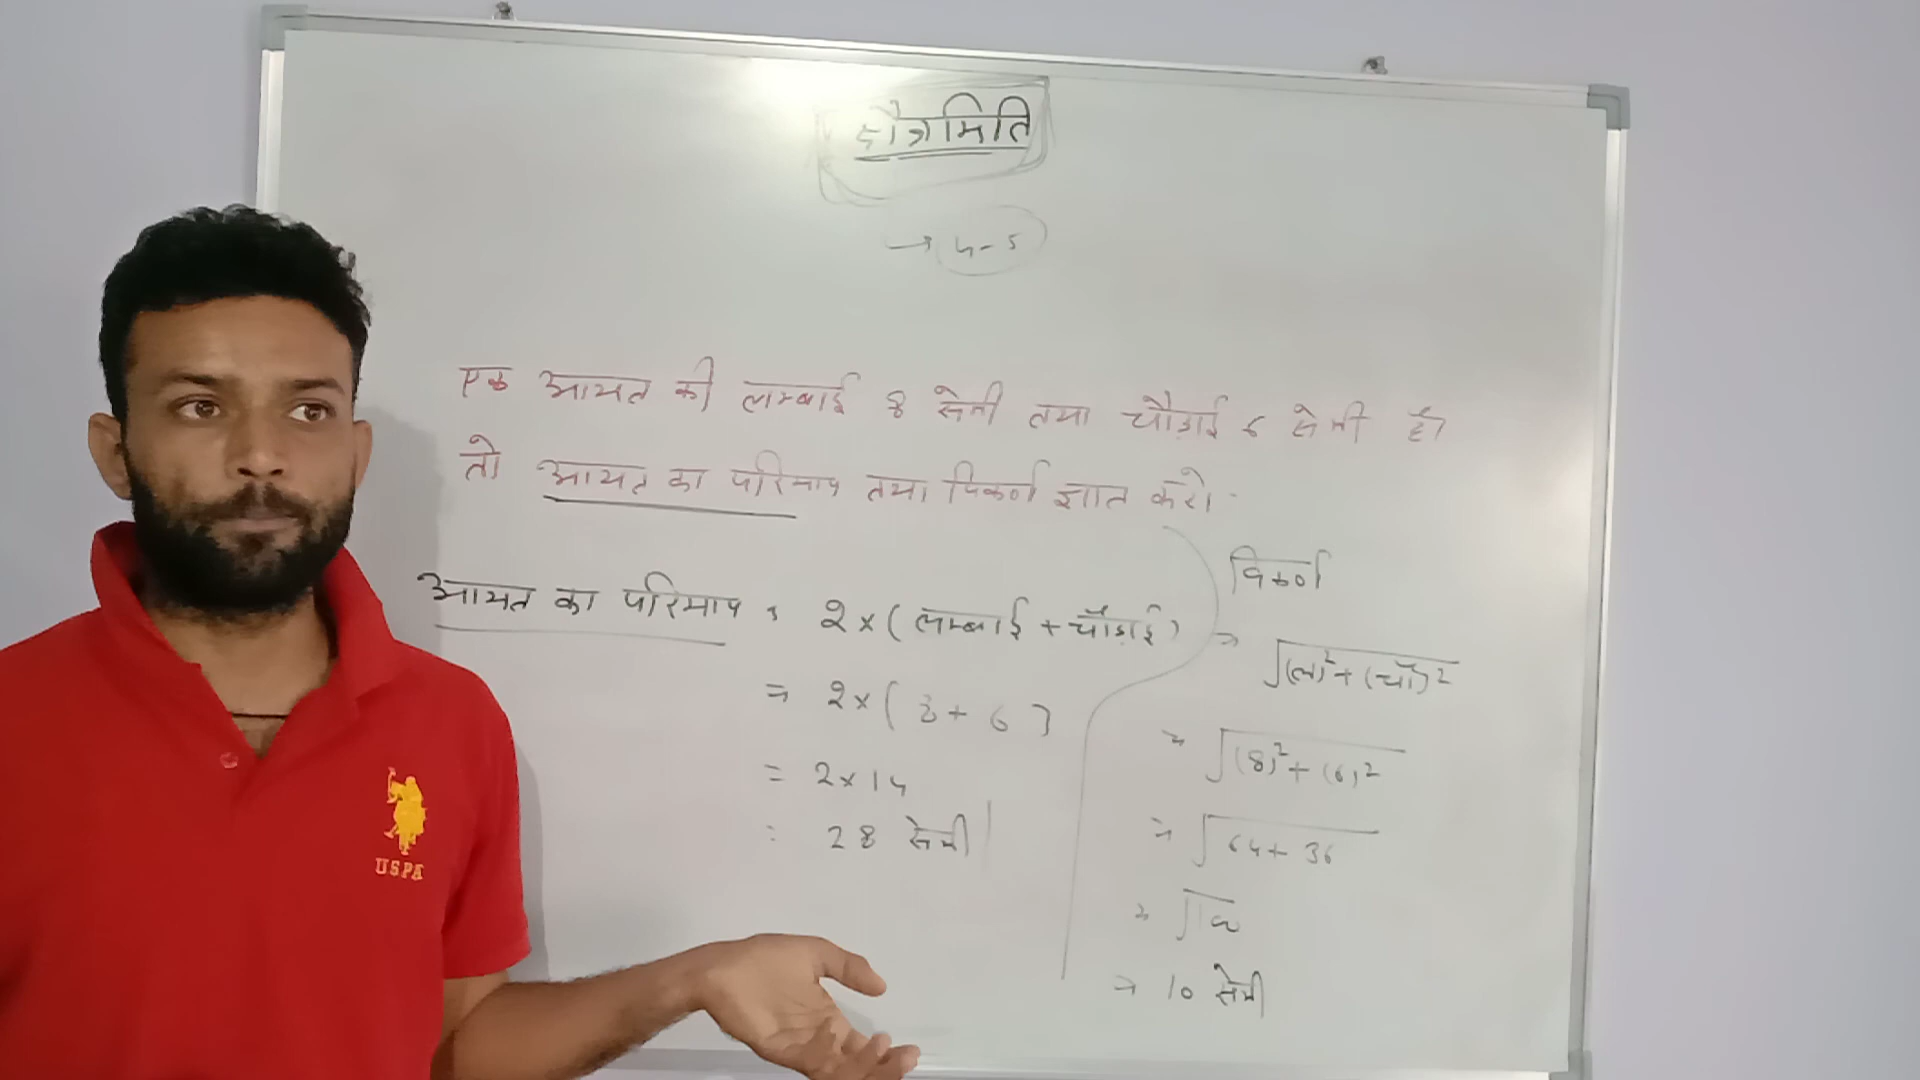 क्षैत्रमिति
→ 4-5
एक आयत की लम्बाई 8 सेमी तथा चौड़ाई 6 सेमी है।
तो आयत का परिमाप तथा विकर्ण ज्ञात करो।
आयत का परिमाप = 2×(लम्बाई + चौड़ाई)
= 2×(8+6)
= 2×14
= 28 सेमी
विकर्ण
⇒ √(ल)²+(चौ)²
⇒ √(8)²+(6)²
⇒ √64+36
⇒ √100
⇒ 10 सेमी
USPA